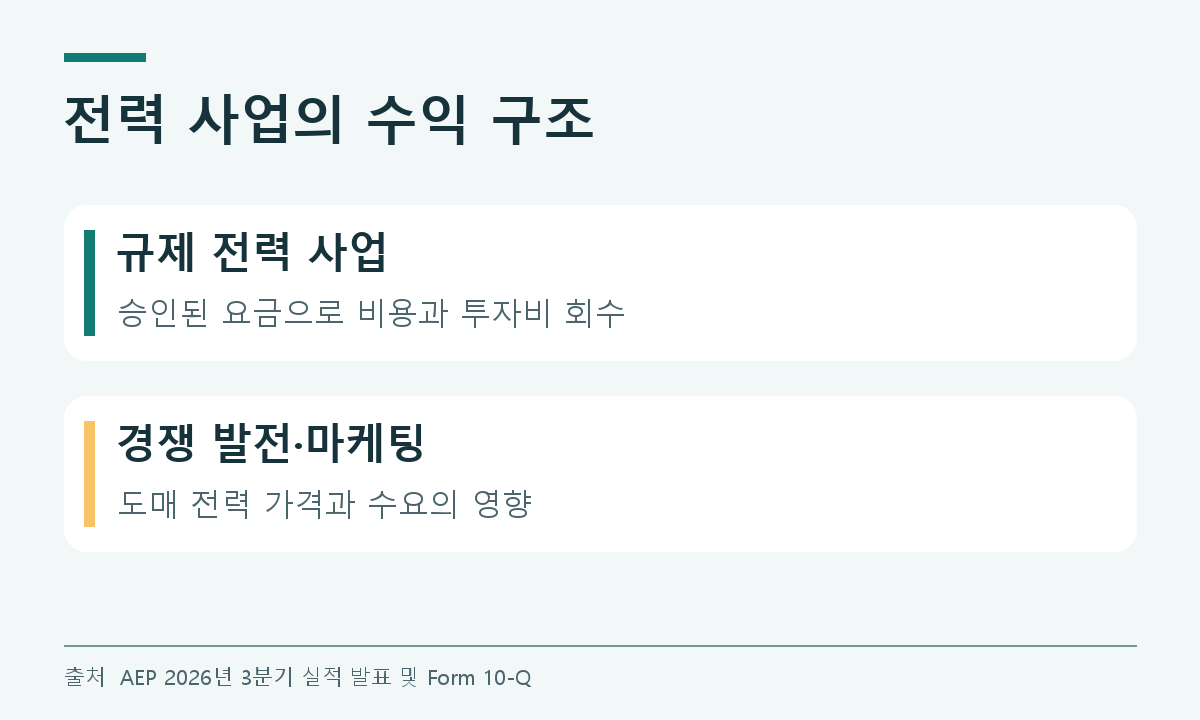 전력 사업의 수익 구조
규제 전력 사업
승인된 요금으로 비용과 투자비 회수
경쟁 발전·마케팅
도매 전력 가격과 수요의 영향
출처 AEP 2026년 3분기 실적 발표 및 Form 10-Q